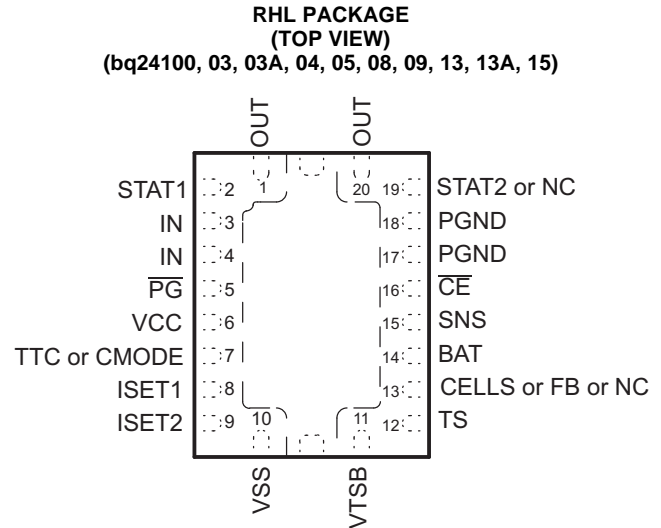 RHL PACKAGE
(TOP VIEW)
(bq24100, 03, 03A, 04, 05, 08, 09, 13, 13A, 15)
OUT
OUT
1
20
STAT1
2
19
STAT2 or NC
IN
3
18
PGND
IN
4
17
PGND
PG
5
16
CE
VCC
6
15
SNS
TTC or CMODE
7
14
BAT
ISET1
8
13
CELLS or FB or NC
ISET2
9
12
TS
10
11
VSS
VTSB